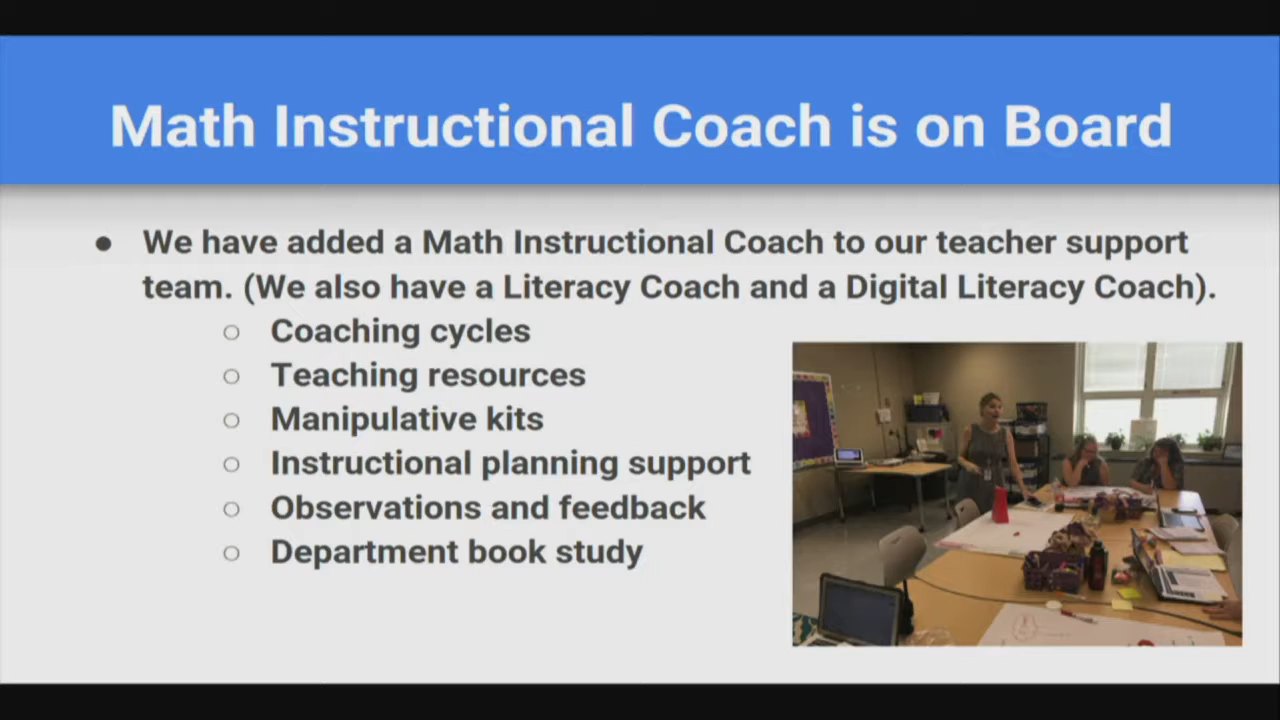 Math Instructional Coach is on Board
● We have added a Math Instructional Coach to our teacher support
team. (We also have a Literacy Coach and a Digital Literacy Coach).
○ Coaching cycles
○ Teaching resources
○ Manipulative kits
○ Instructional planning support
○ Observations and feedback
○ Department book study